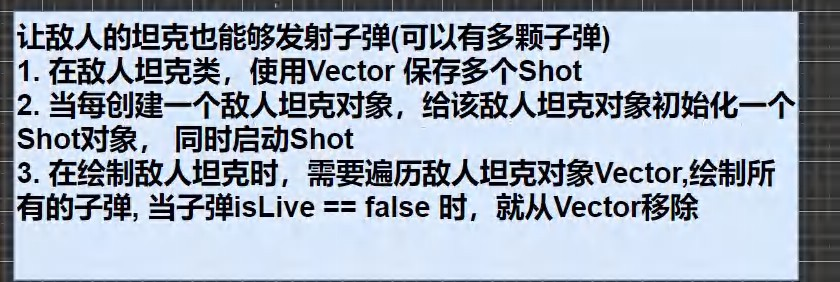 让敌人的坦克也能够发射子弹(可以有多颗子弹)
1. 在敌人坦克类，使用Vector 保存多个Shot
2. 当每创建一个敌人坦克对象，给该敌人坦克对象初始化一个
Shot对象， 同时启动Shot
3. 在绘制敌人坦克时，需要遍历敌人坦克对象Vector,绘制所
有的子弹, 当子弹isLive == false 时，就从Vector移除